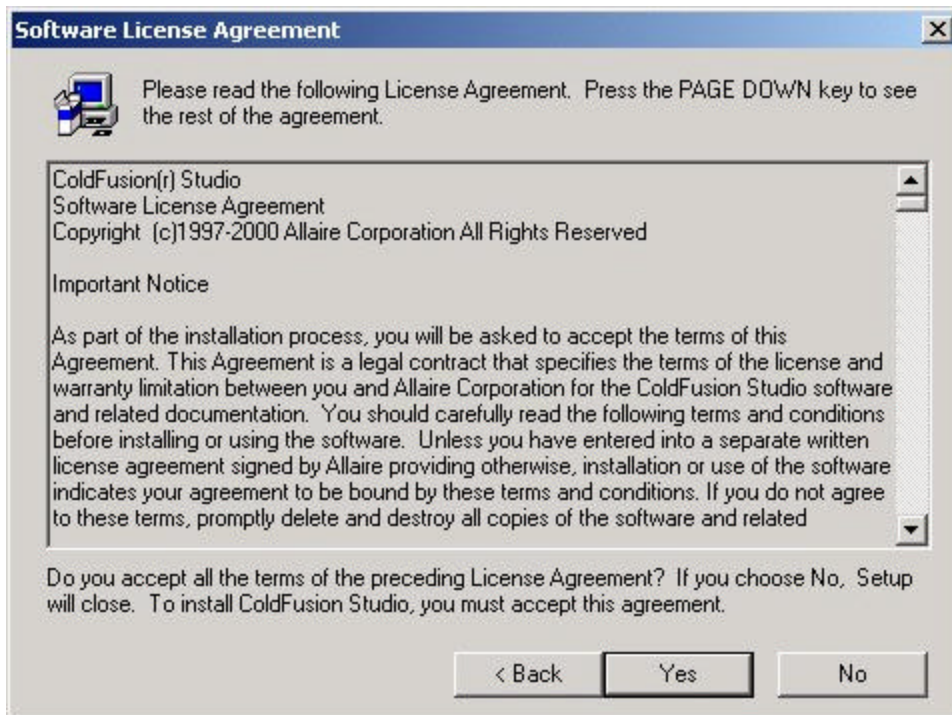 Software License Agreement
Please read the following License Agreement.  Press the PAGE DOWN key to see
the rest of the agreement.
ColdFusion(r) Studio
Software License Agreement
Copyright  (c)1997-2000 Allaire Corporation All Rights Reserved
Important Notice
As part of the installation process, you will be asked to accept the terms of this
Agreement. This Agreement is a legal contract that specifies the terms of the license and
warranty limitation between you and Allaire Corporation for the ColdFusion Studio software
and related documentation.  You should carefully read the following terms and conditions
before installing or using the software.  Unless you have entered into a separate written
license agreement signed by Allaire providing otherwise, installation or use of the software
indicates your agreement to be bound by these terms and conditions. If you do not agree
to these terms, promptly delete and destroy all copies of the software and related
Do you accept all the terms of the preceding License Agreement?  If you choose No,  Setup
will close.  To install ColdFusion Studio, you must accept this agreement.
< Back
Yes
No